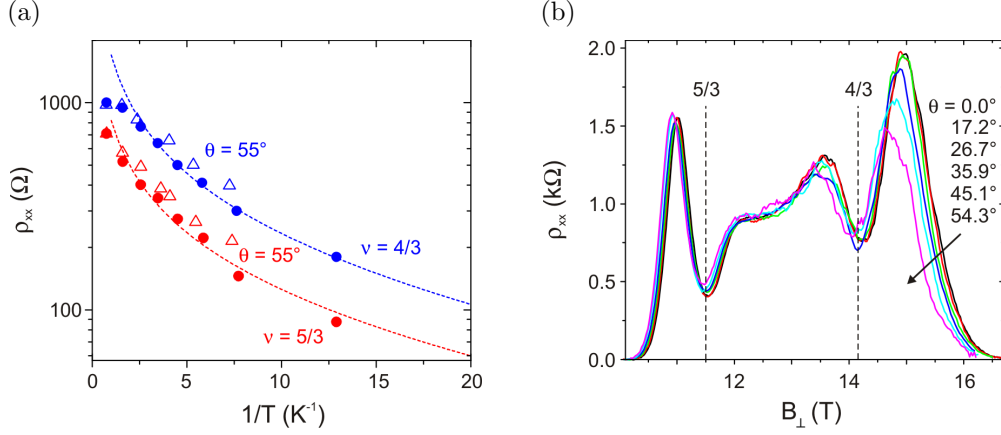 (a)
1000
100
ρxx (Ω)
θ = 55°
ν = 4/3
θ = 55°
ν = 5/3
0
5
10
15
20
1/T (K⁻¹)
(b)
2.0
1.5
1.0
0.5
0.0
ρxx (kΩ)
5/3
4/3
θ = 0.0°
17.2°
26.7°
35.9°
45.1°
54.3°
12
14
16
B⊥ (T)